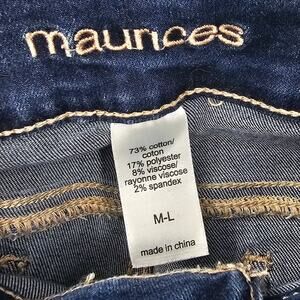 maurices
73% cotton/
coton
17% polyester
8% viscose/
rayonne viscose
2% spandex
M-L
made in china